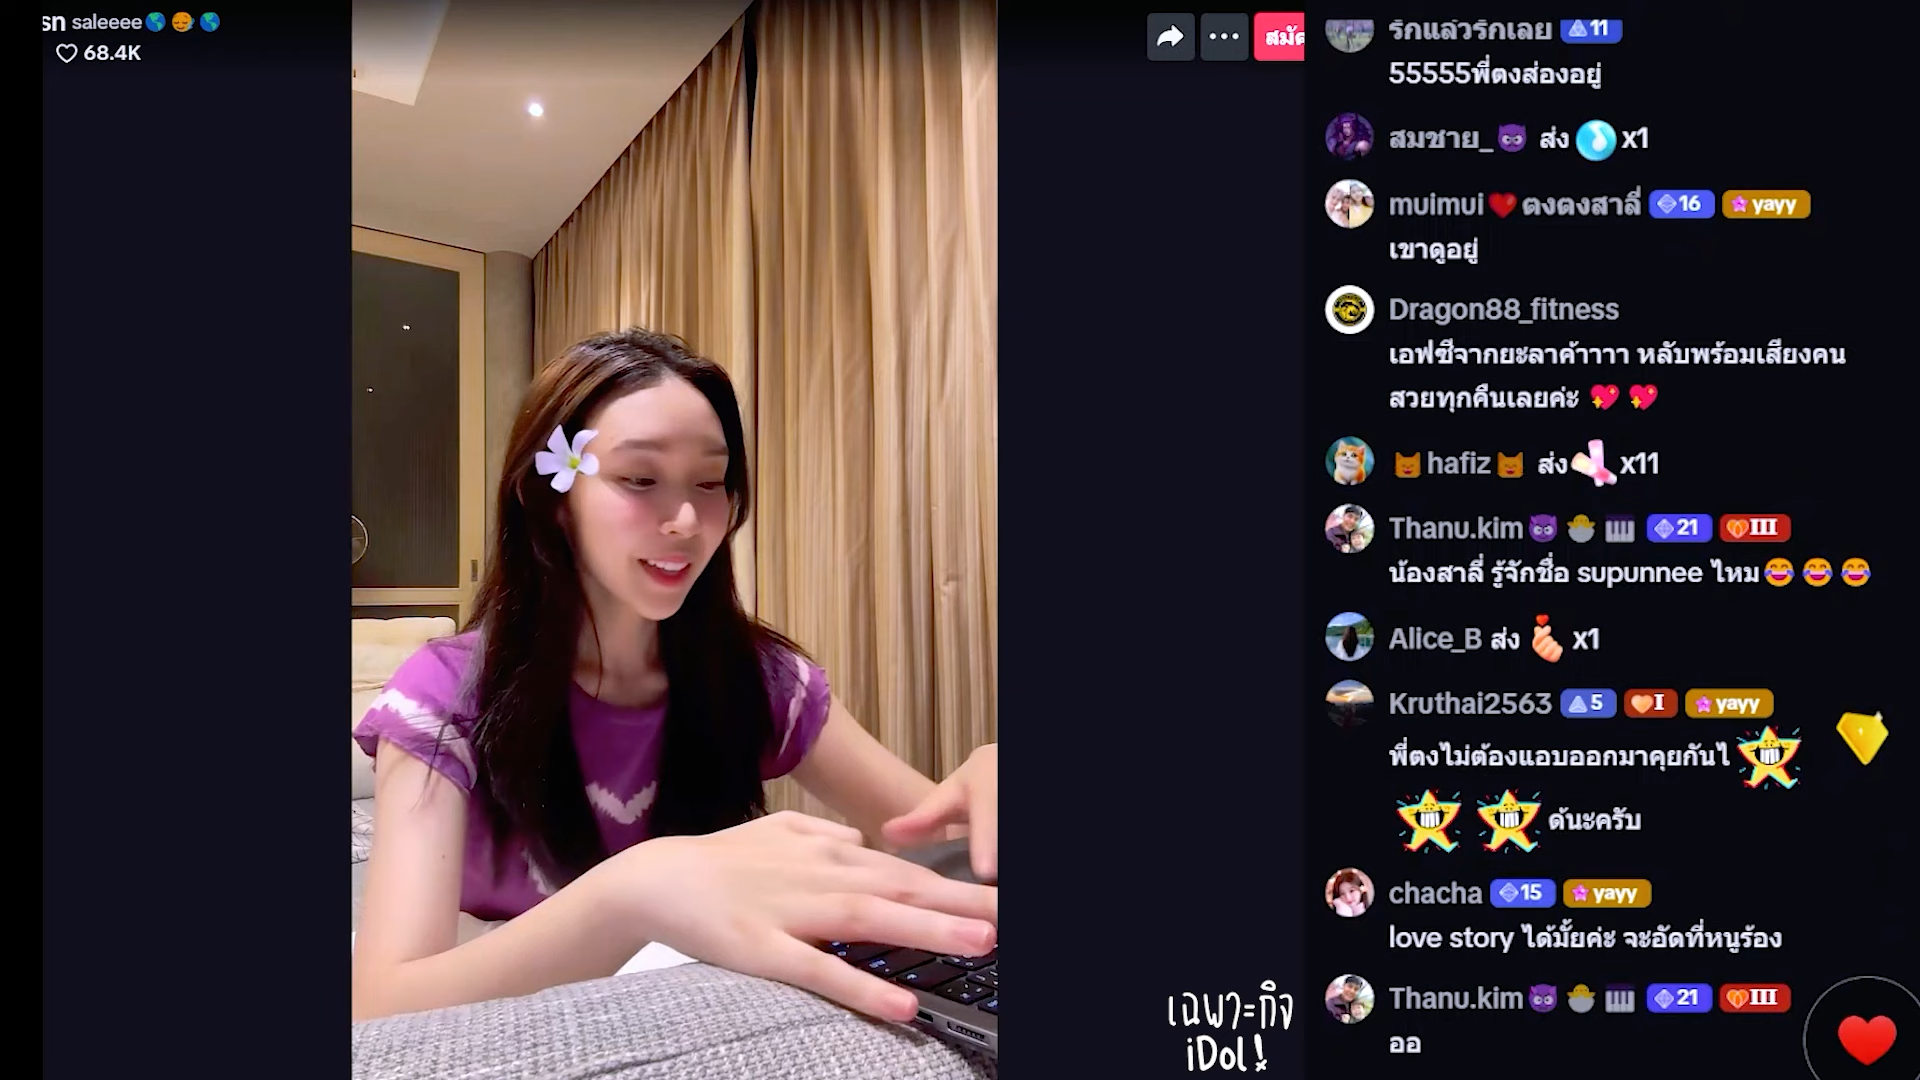 sn saleeee
68.4K
สมัค
รักแล้วรักเลย 11
55555พี่ตงส่องอยู่
สมชาย_ ส่ง x1
muimui ตงตงสาลี่ 16 yayy
เขาดูอยู่
Dragon88_fitness
เอฟซีจากยะลาค้าาาา หลับพร้อมเสียงคน
สวยทุกคืนเลยค่ะ
hafiz ส่ง x11
Thanu.kim 21 III
น้องสาลี่ รู้จักชื่อ supunnee ไหม
Alice_B ส่ง x1
Kruthai2563 5 I yayy
พี่ตงไม่ต้องแอบออกมาคุยกันไ
ด้นะครับ
chacha 15 yayy
love story ได้มั้ยค่ะ จะอัดที่หนูร้อง
Thanu.kim 21 III
ออ
เฉพาะกิจ
iDol!